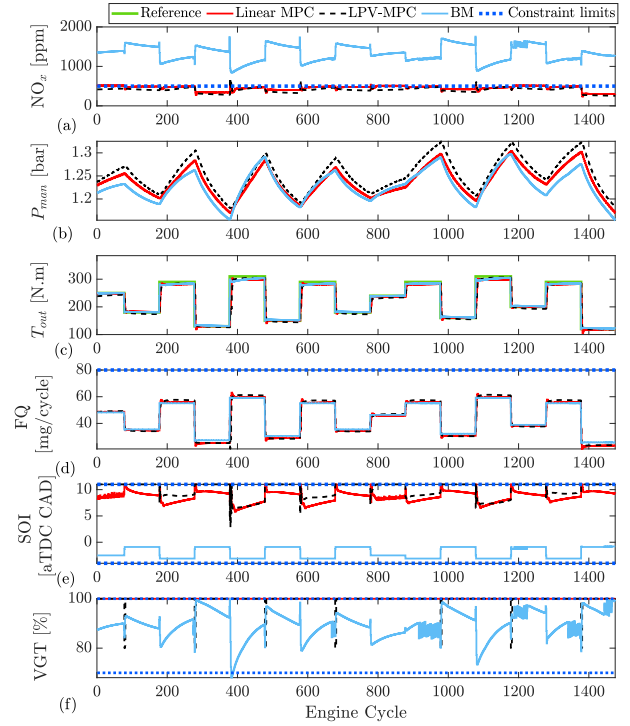 Reference Linear MPC LPV-MPC BM Constraint limits
NOx [ppm]
2000
1000
0
0 200 400 600 800 1000 1200 1400
(a)
Pman [bar]
1.3
1.25
1.2
0 200 400 600 800 1000 1200 1400
(b)
Tout [N.m]
300
200
100
0 200 400 600 800 1000 1200 1400
(c)
FQ
[mg/cycle]
80
60
40
0 200 400 600 800 1000 1200 1400
(d)
SOI
[aTDC CAD]
10
5
0
0 200 400 600 800 1000 1200 1400
(e)
VGT [%]
100
80
0 200 400 600 800 1000 1200 1400
(f)
Engine Cycle